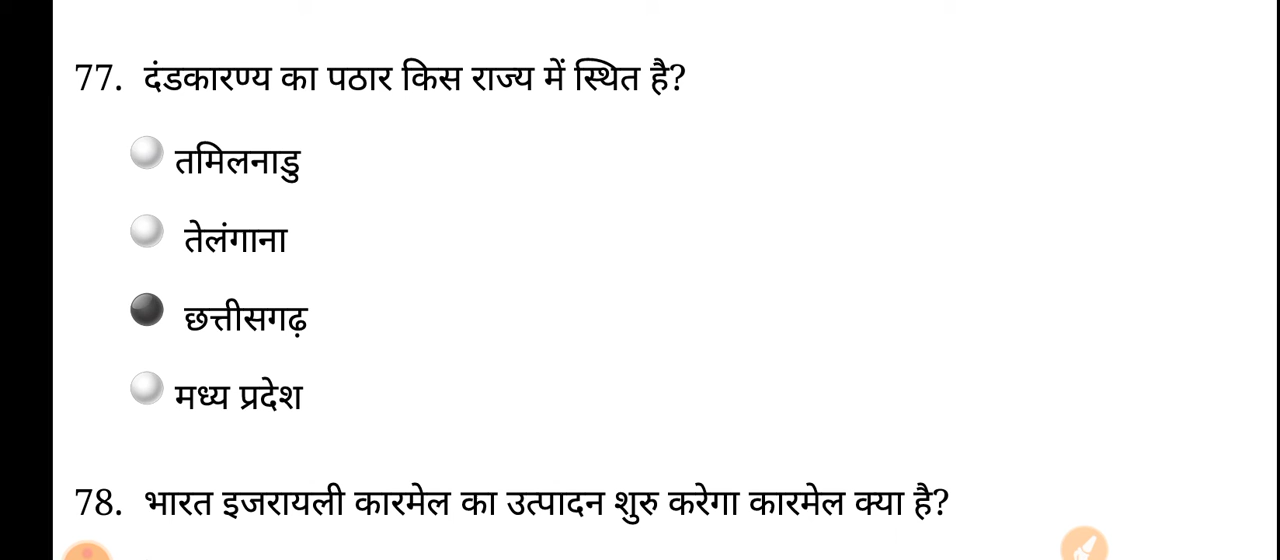 77. दंडकारण्य का पठार किस राज्य में स्थित है?
तमिलनाडु
तेलंगाना
छत्तीसगढ़
मध्य प्रदेश
78. भारत इजरायली कारमेल का उत्पादन शुरु करेगा कारमेल क्या है?